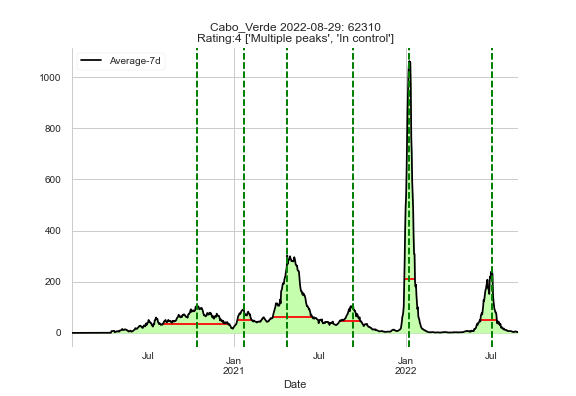 Cabo_Verde 2022-08-29: 62310
Rating:4 ['Multiple peaks', 'In control']
Average-7d
1000
800
600
400
200
0
Jul
Jan
2021
Jul
Jan
2022
Jul
Date